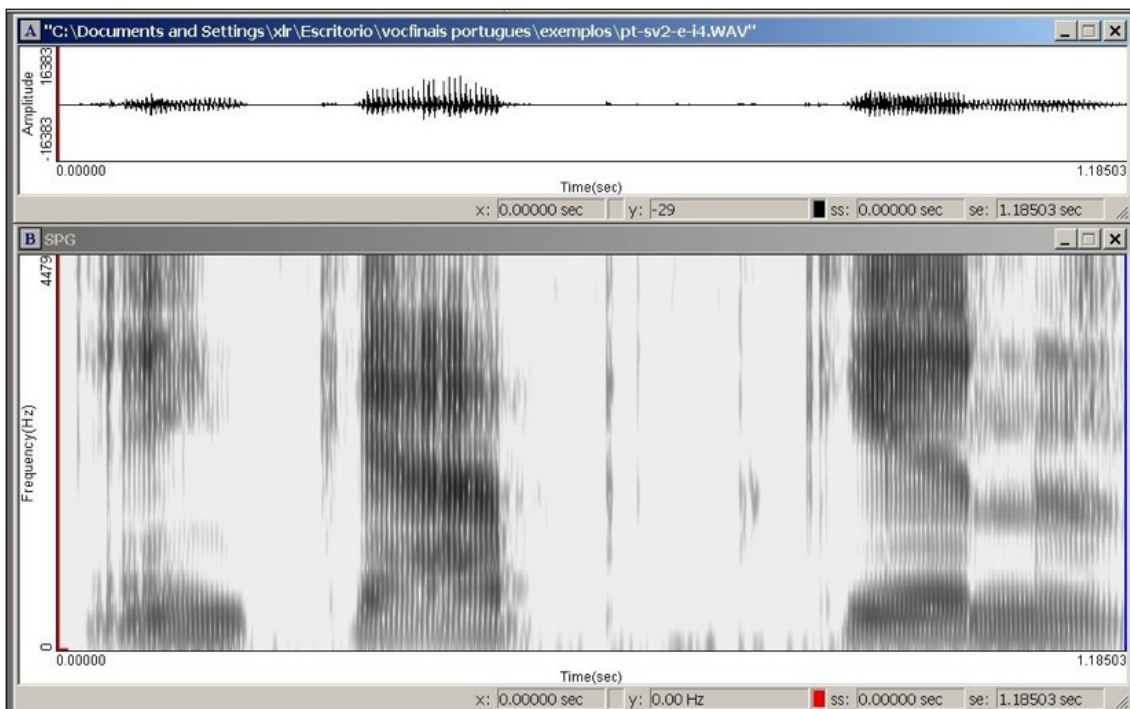 A "C:\Documents and Settings\xlr\Escritorio\vocfinais portugues\exemplos\pt-sv2-e-i4.WAV"
Amplitude
16383
-16383
0.00000 1.18503
Time(sec)
x: 0.00000 sec y: -29 ss: 0.00000 sec se: 1.18503 sec
B SPG
Frequency(Hz)
4479
0
0.00000 1.18503
Time(sec)
x: 0.00000 sec y: 0.00 Hz ss: 0.00000 sec se: 1.18503 sec